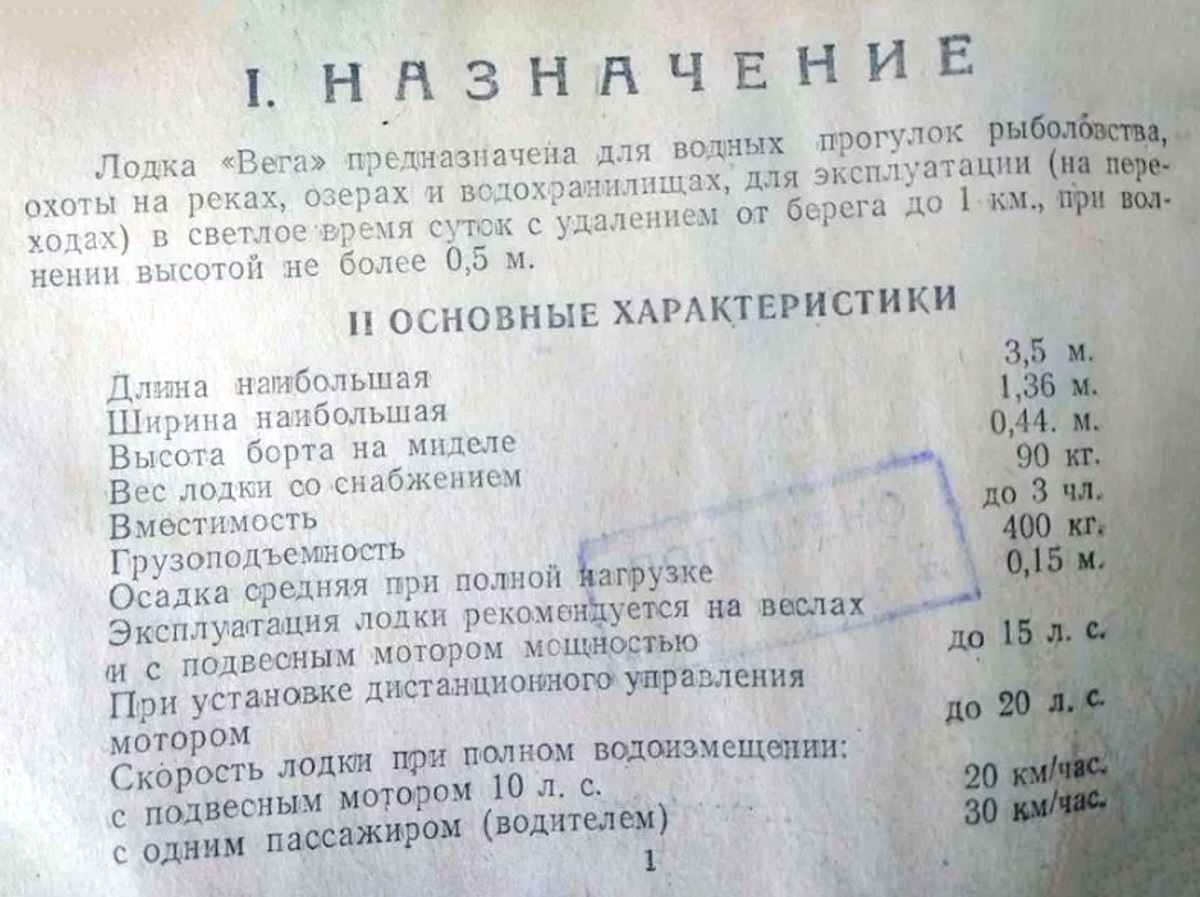 I. НАЗНАЧЕНИЕ
Лодка «Вега» предназначена для водных прогулок рыболовства,
охоты на реках, озерах и водохранилищах, для эксплуатации (на пере-
ходах) в светлое время суток с удалением от берега до 1 км., при вол-
нении высотой не более 0,5 м.
II ОСНОВНЫЕ ХАРАКТЕРИСТИКИ
Длина наибольшая 3,5 м.
Ширина наибольшая 1,36 м.
Высота борта на миделе 0,44. м.
Вес лодки со снабжением 90 кг.
Вместимость до 3 чл.
Грузоподъемность 400 кг.
Осадка средняя при полной нагрузке 0,15 м.
Эксплуатация лодки рекомендуется на веслах
и с подвесным мотором мощностью до 15 л. с.
При установке дистанционного управления
мотором до 20 л. с.
Скорость лодки при полном водоизмещении:
с подвесным мотором 10 л. с. 20 км/час.
с одним пассажиром (водителем) 30 км/час.
1